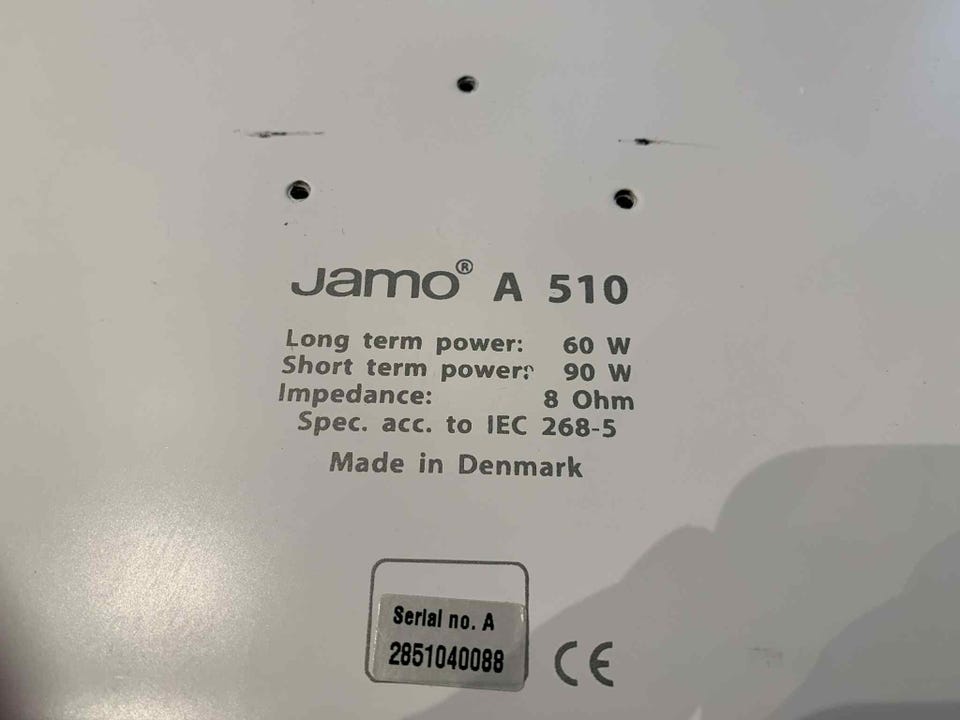 Jamo® A 510
Long term power: 60 W
Short term power: 90 W
Impedance: 8 Ohm
Spec. acc. to IEC 268-5
Made in Denmark
Serial no. A
2851040088
CE